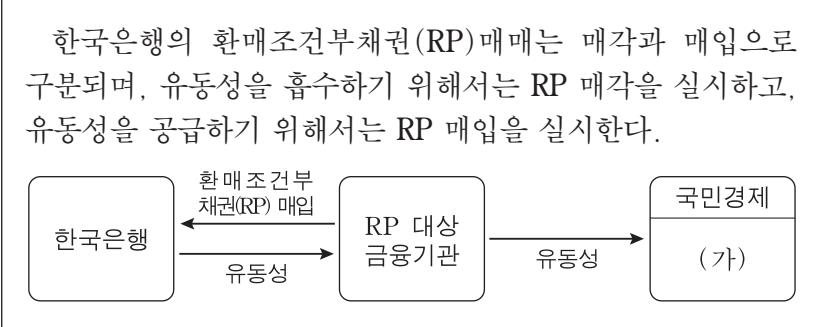 한국은행의 환매조건부채권(RP)매매는 매각과 매입으로
구분되며, 유동성을 흡수하기 위해서는 RP 매각을 실시하고,
유동성을 공급하기 위해서는 RP 매입을 실시한다.
한국은행
환매조건부
채권(RP) 매입
유동성
RP 대상
금융기관
유동성
국민경제
(가)